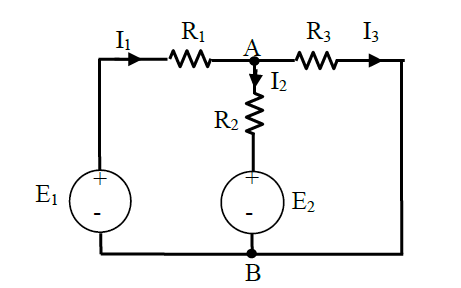 I₁ R₁ A R₃ I₃
I₂
R₂
E₁ + - + - E₂
B